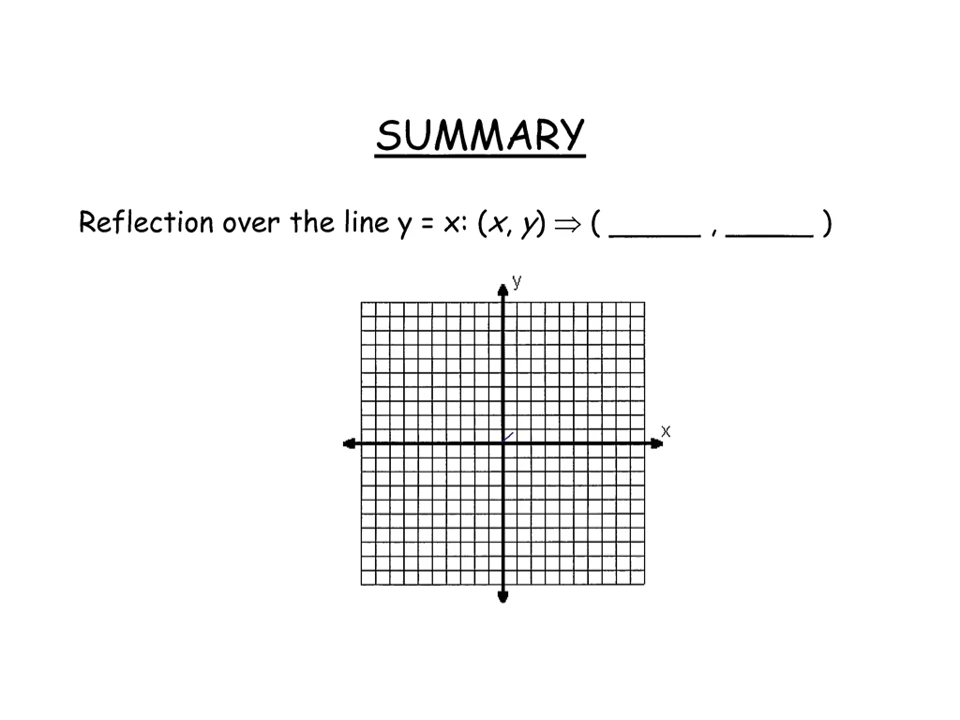 SUMMARY
Reflection over the line y = x: (x, y) ⇒ ( ______ , ______ )
y
x